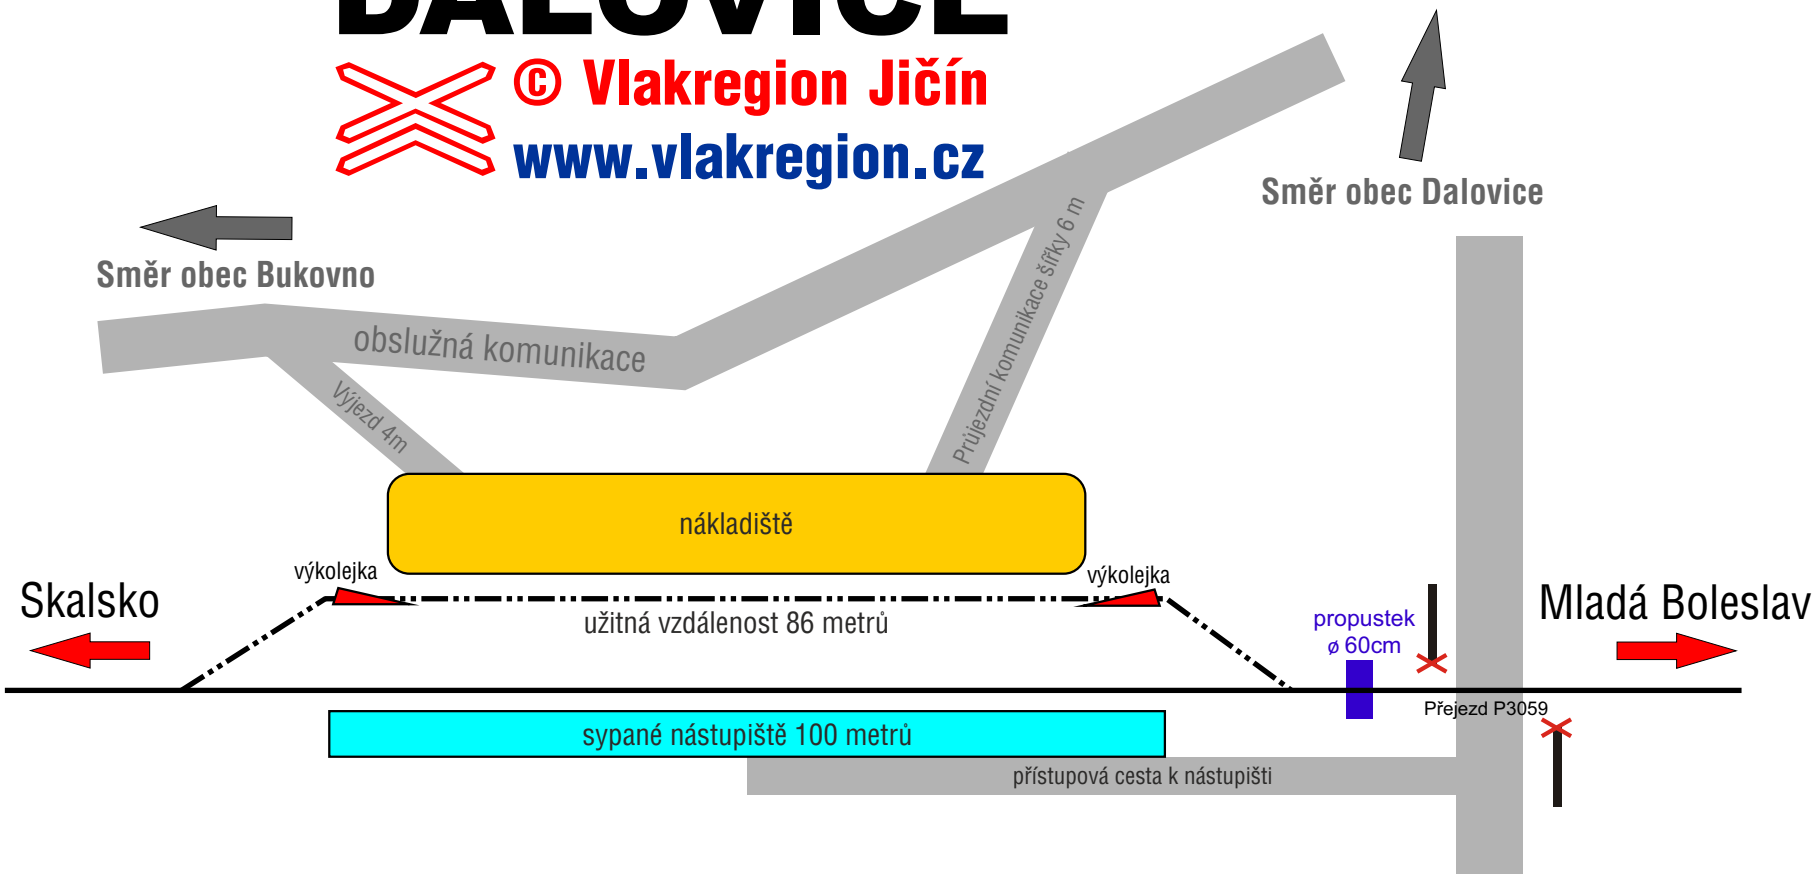 DALOVICE
© Vlakregion Jičín
www.vlakregion.cz
Směr obec Dalovice
Směr obec Bukovno
obslužná komunikace
Průjezdní komunikace šířky 6 m
Výjezd 4m
nákladiště
výkolejka
výkolejka
Skalsko
Mladá Boleslav
užitná vzdálenost 86 metrů
propustek
ø 60cm
Přejezd P3059
sypané nástupiště 100 metrů
přístupová cesta k nástupišti